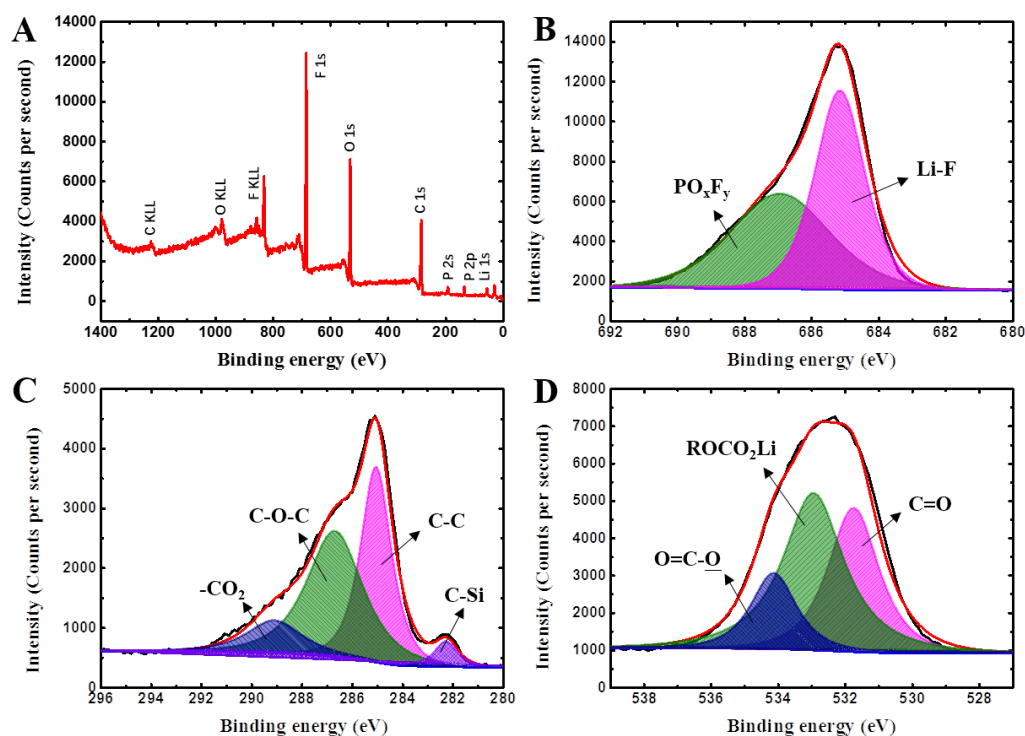 A
Intensity (Counts per second)
14000
12000
10000
8000
6000
4000
2000
0
C KLL
O KLL
F KLL
F 1s
O 1s
C 1s
P 2s
P 2p
Li 1s
1400 1200 1000 800 600 400 200 0
Binding energy (eV)
B
Intensity (Counts per second)
14000
12000
10000
8000
6000
4000
2000
0
POxFy
Li-F
692 690 688 686 684 682 680
Binding energy (eV)
C
Intensity (Counts per second)
5000
4000
3000
2000
1000
0
-CO2
C-O-C
C-C
C-Si
296 294 292 290 288 286 284 282 280
Binding energy (eV)
D
Intensity (Counts per second)
8000
7000
6000
5000
4000
3000
2000
1000
0
ROCO2Li
C=O
O=C-O
538 536 534 532 530 528
Binding energy (eV)